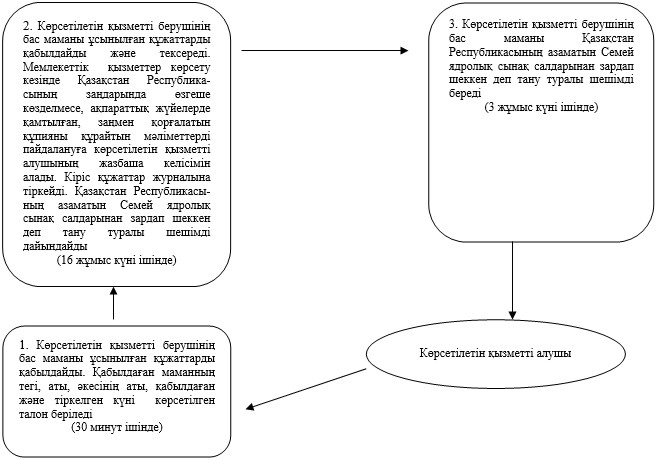 1. Көрсетілетін қызметті берушінің
бас маманы ұсынылған құжаттарды
қабылдайды. Қабылдаған маманның
тегі, аты, әкесінің аты, қабылдаған
және тіркелген күні көрсетілген
талон беріледі
(30 минут ішінде)
2. Көрсетілетін қызметті берушінің
бас маманы ұсынылған құжаттарды
қабылдайды және тексереді.
Мемлекеттік қызметтер көрсету
кезінде Қазақстан Республика-
сының заңдарында өзгеше
көзделмесе, ақпараттық жүйелерде
қамтылған, заңмен қорғалатын
құпияны құрайтын мәліметтерді
пайдалануға көрсетілетін қызметті
алушының жазбаша келісімін
алады. Кіріс құжаттар журналына
тіркейді. Қазақстан Республикасы-
ның азаматын Семей ядролық
сынақ салдарынан зардап шеккен
деп тану туралы шешімді
дайындайды
(16 жұмыс күні ішінде)
3. Көрсетілетін қызметті берушінің
бас маманы Қазақстан
Республикасының азаматын Семей
ядролық сынақ салдарынан зардап
шеккен деп тану туралы шешімді
береді
(3 жұмыс күні ішінде)
Көрсетілетін қызметті алушы